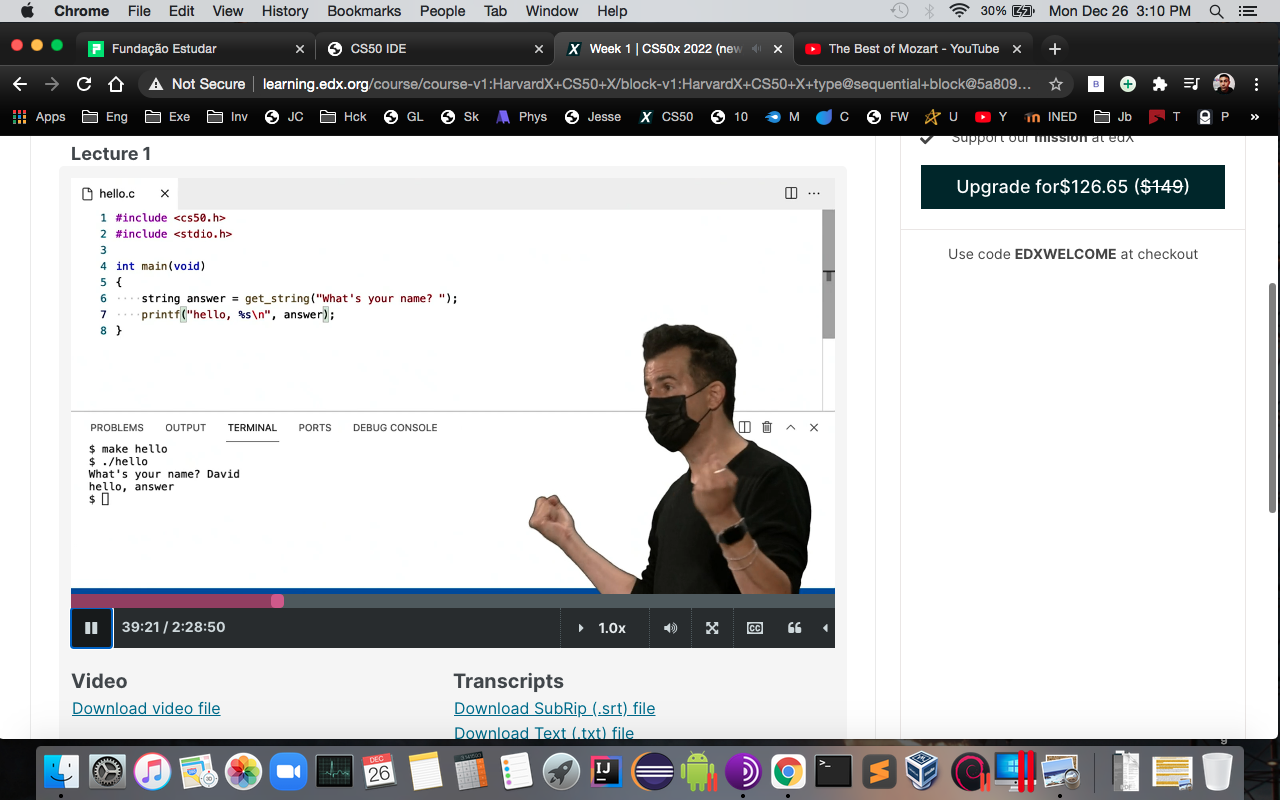 Chrome File Edit View History Bookmarks People Tab Window Help 30% Mon Dec 26 3:10 PM
Fundação Estudar CS50 IDE Week 1 | CS50x 2022 (new The Best of Mozart - YouTube
Not Secure learning.edx.org/course/course-v1:HarvardX+CS50+X/block-v1:HarvardX+CS50+X+type@sequential+block@5a809...
Apps Eng Exe Inv JC Hck GL Sk Phys Jesse CS50 10 M C FW U Y INED Jb T P »
Lecture 1
hello.c
1 #include <cs50.h>
2 #include <stdio.h>
3
4 int main(void)
5 {
6 ····string answer = get_string("What's your name? ");
7 ····printf("hello, %s\n", answer);
8 }
PROBLEMS OUTPUT TERMINAL PORTS DEBUG CONSOLE
$ make hello
$ ./hello
What's your name? David
hello, answer
$
39:21 / 2:28:50 1.0x CC
Video
Download video file
Transcripts
Download SubRip (.srt) file
Download Text (.txt) file
Support our mission at edX
Upgrade for$126.65 ($149)
Use code EDXWELCOME at checkout
DEC
26
IJ